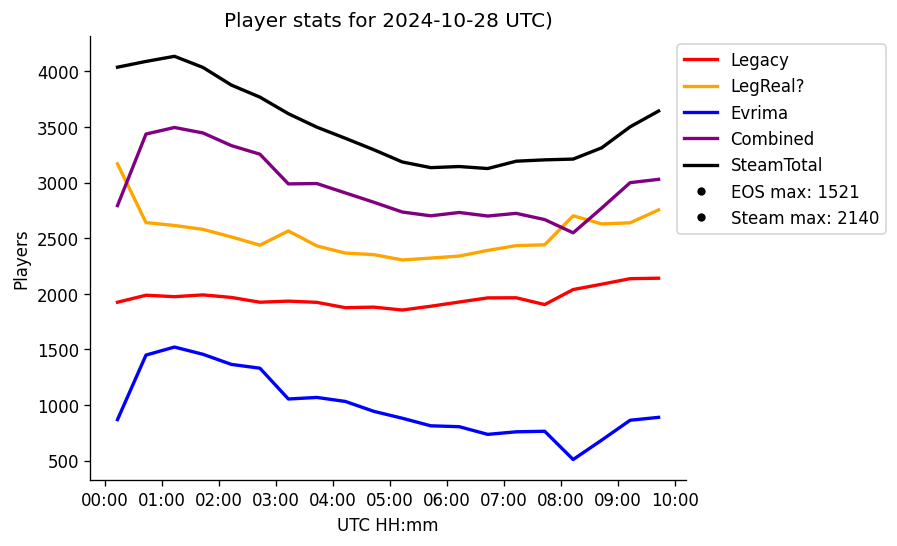 Player stats for 2024-10-28 UTC)
Legacy
LegReal?
Evrima
Combined
SteamTotal
EOS max: 1521
Steam max: 2140
Players
4000
3500
3000
2500
2000
1500
1000
500
00:00 01:00 02:00 03:00 04:00 05:00 06:00 07:00 08:00 09:00 10:00
UTC HH:mm